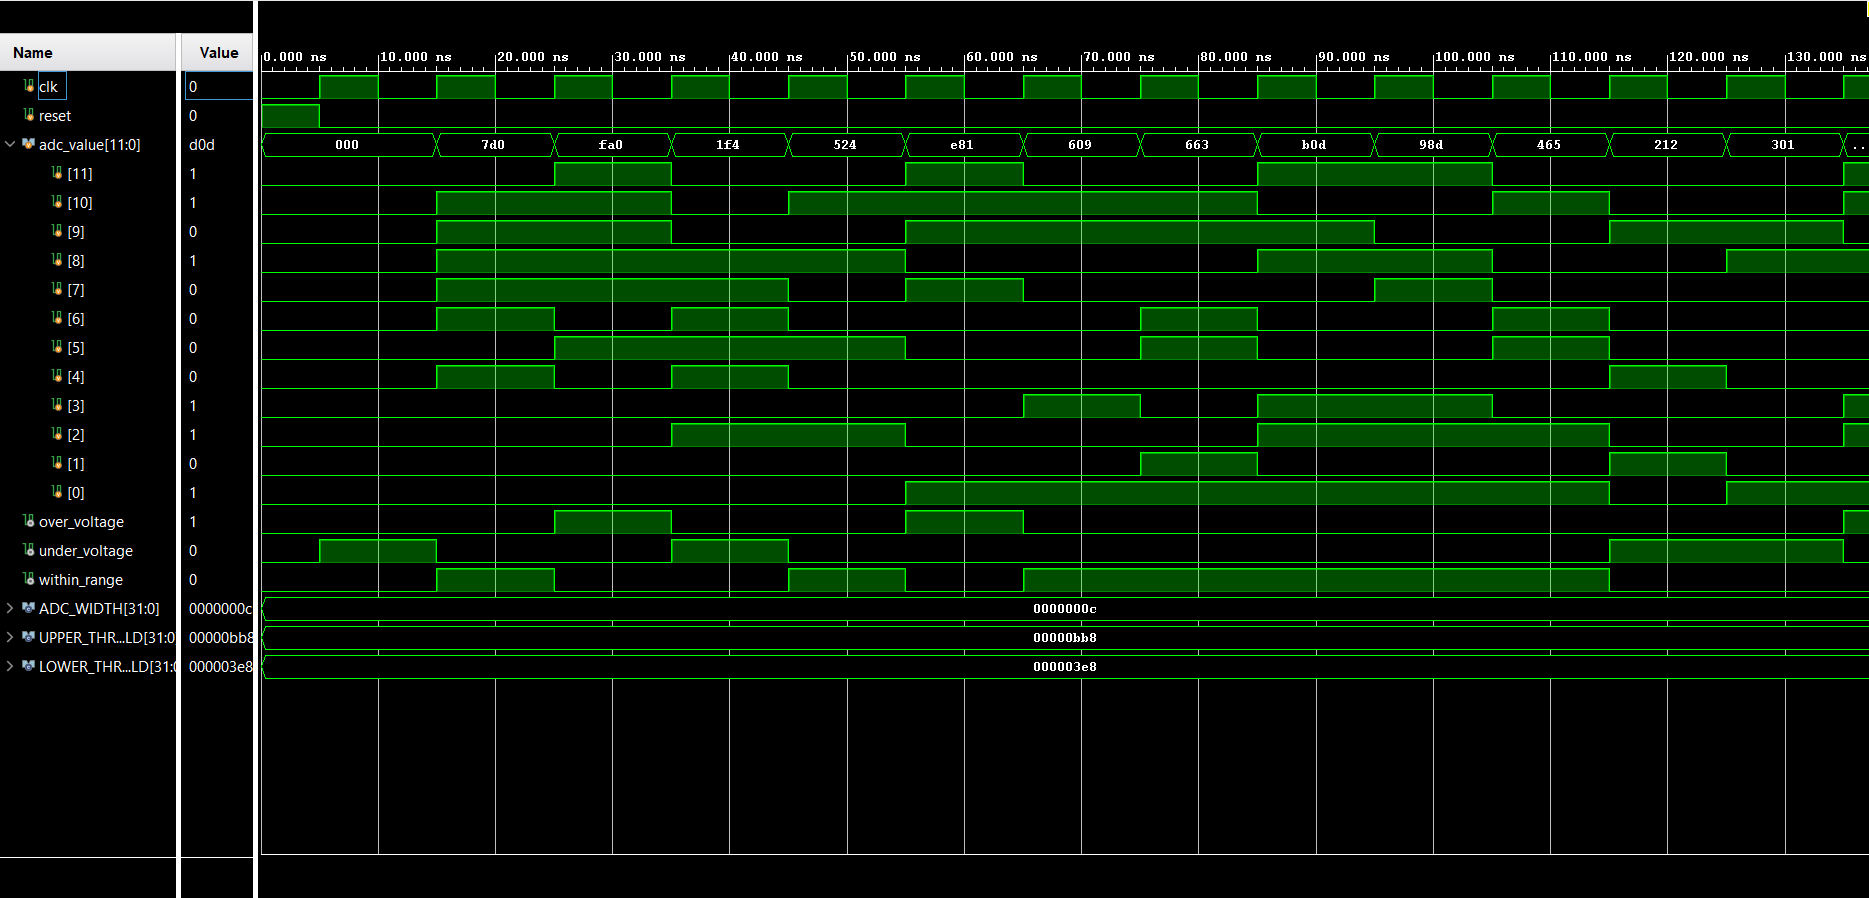 Name Value
0.000 ns 10.000 ns 20.000 ns 30.000 ns 40.000 ns 50.000 ns 60.000 ns 70.000 ns 80.000 ns 90.000 ns 100.000 ns 110.000 ns 120.000 ns 130.000 ns
clk 0
reset 0
adc_value[11:0] d0d 000 7d0 fa0 1f4 524 e81 609 663 b0d 98d 465 212 301 ..
[11] 1
[10] 1
[9] 0
[8] 1
[7] 0
[6] 0
[5] 0
[4] 0
[3] 1
[2] 1
[1] 0
[0] 1
over_voltage 1
under_voltage 0
within_range 0
ADC_WIDTH[31:0] 0000000c 0000000c
UPPER_THR...LD[31:0 00000bb8 00000bb8
LOWER_THR...LD[31:0 000003e8 000003e8